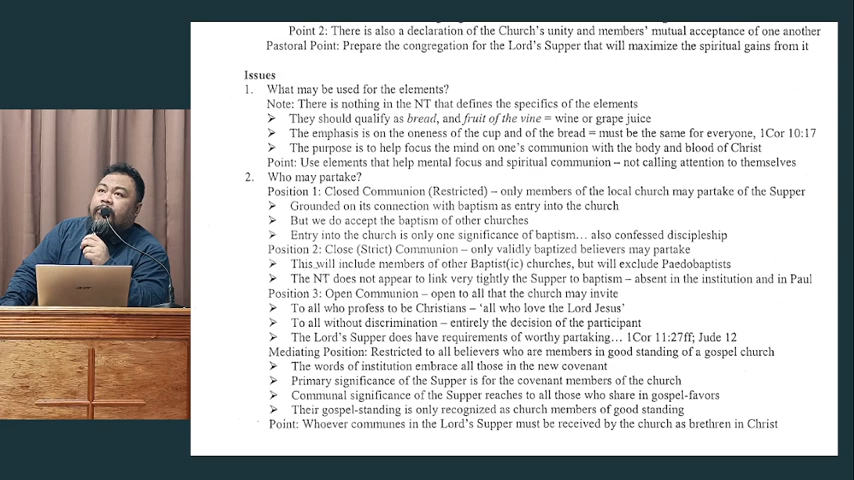 Point 2: There is also a declaration of the Church's unity and members' mutual acceptance of one another
Pastoral Point: Prepare the congregation for the Lord's Supper that will maximize the spiritual gains from it
Issues
1. What may be used for the elements?
Note: There is nothing in the NT that defines the specifics of the elements
➢ They should qualify as bread, and fruit of the vine = wine or grape juice
➢ The emphasis is on the oneness of the cup and of the bread = must be the same for everyone, 1Cor 10:17
➢ The purpose is to help focus the mind on one's communion with the body and blood of Christ
Point: Use elements that help mental focus and spiritual communion – not calling attention to themselves
2. Who may partake?
Position 1: Closed Communion (Restricted) – only members of the local church may partake of the Supper
➢ Grounded on its connection with baptism as entry into the church
➢ But we do accept the baptism of other churches
➢ Entry into the church is only one significance of baptism… also confessed discipleship
Position 2: Close (Strict) Communion – only validly baptized believers may partake
➢ This will include members of other Baptist(ic) churches, but will exclude Paedobaptists
➢ The NT does not appear to link very tightly the Supper to baptism – absent in the institution and in Paul
Position 3: Open Communion – open to all that the church may invite
➢ To all who profess to be Christians – 'all who love the Lord Jesus'
➢ To all without discrimination – entirely the decision of the participant
➢ The Lord's Supper does have requirements of worthy partaking… 1Cor 11:27ff; Jude 12
Mediating Position: Restricted to all believers who are members in good standing of a gospel church
➢ The words of institution embrace all those in the new covenant
➢ Primary significance of the Supper is for the covenant members of the church
➢ Communal significance of the Supper reaches to all those who share in gospel-favors
➢ Their gospel-standing is only recognized as church members of good standing
Point: Whoever communes in the Lord's Supper must be received by the church as brethren in Christ